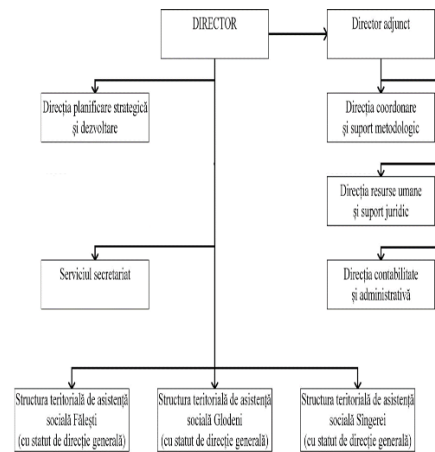 DIRECTOR
Director adjunct
Direcția planificare strategică
și dezvoltare
Direcția coordonare
și suport metodologic
Direcția resurse umane
și suport juridic
Serviciul secretariat
Direcția contabilitate
și administrativă
Structura teritorială de asistență
socială Fălești
(cu statut de direcție generală)
Structura teritorială de asistență
socială Glodeni
(cu statut de direcție generală)
Structura teritorială de asistență
socială Sîngerei
(cu statut de direcție generală)